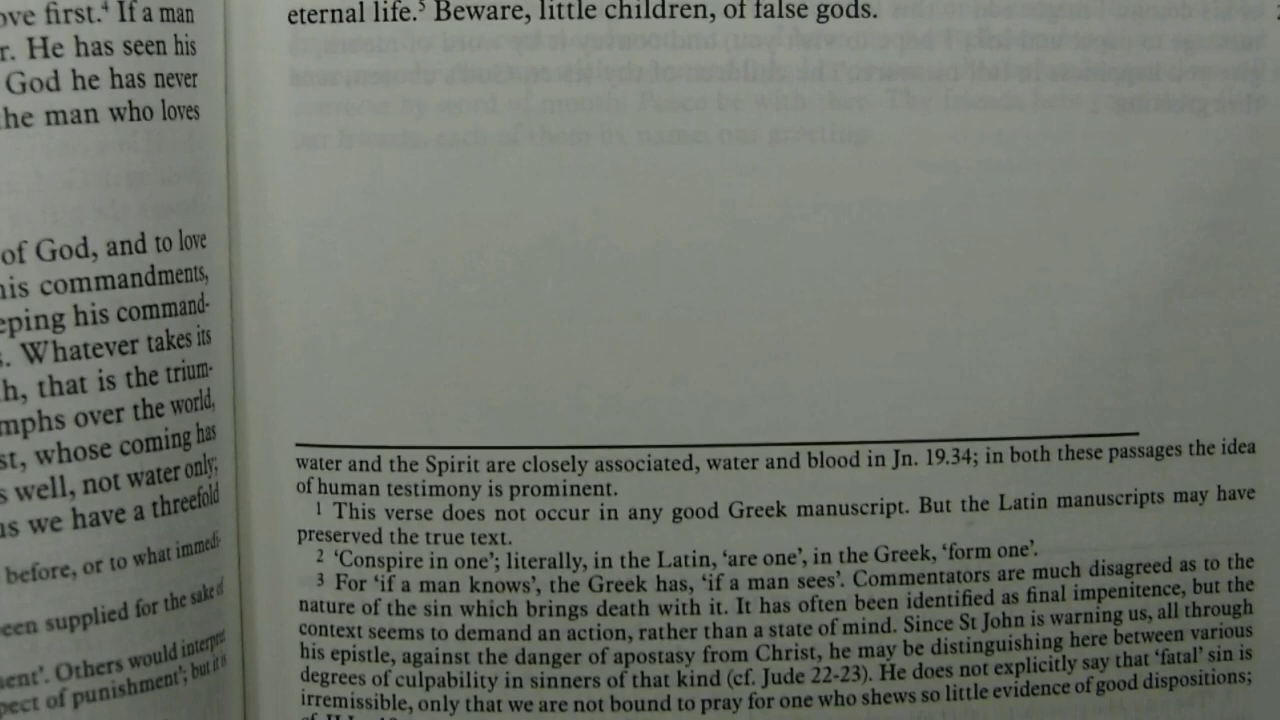 ove first.⁴ If a man
r. He has seen his
God he has never
the man who loves
of God, and to love
his commandments,
eping his command-
s. Whatever takes its
h, that is the trium-
mphs over the world,
st, whose coming has
s well, not water only;
us we have a threefold
before, or to what immedi-
een supplied for the sake of
sent'. Others would interpret
pect of punishment'; but it is
eternal life.⁵ Beware, little children, of false gods.
water and the Spirit are closely associated, water and blood in Jn. 19.34; in both these passages the idea
of human testimony is prominent.
1 This verse does not occur in any good Greek manuscript. But the Latin manuscripts may have
preserved the true text.
2 'Conspire in one'; literally, in the Latin, 'are one', in the Greek, 'form one'.
3 For 'if a man knows', the Greek has, 'if a man sees'. Commentators are much disagreed as to the
nature of the sin which brings death with it. It has often been identified as final impenitence, but the
context seems to demand an action, rather than a state of mind. Since St John is warning us, all through
his epistle, against the danger of apostasy from Christ, he may be distinguishing here between various
degrees of culpability in sinners of that kind (cf. Jude 22-23). He does not explicitly say that 'fatal' sin is
irremissible, only that we are not bound to pray for one who shews so little evidence of good dispositions;